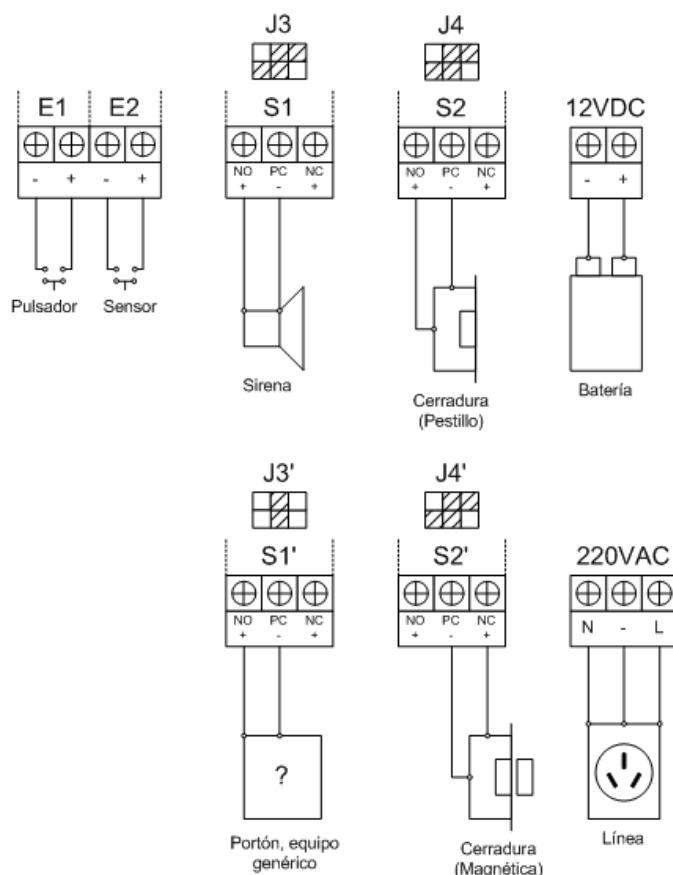 J3 J4
E1 E2 S1 S2 12VDC
NO PC NC NO PC NC
- + - + + - + + - + - +
Pulsador Sensor
Sirena
Cerradura
(Pestillo)
Batería
J3' J4'
S1' S2' 220VAC
NO PC NC NO PC NC N - L
+ - + + - +
?
Portón, equipo
genérico
Cerradura
(Magnética)
Línea